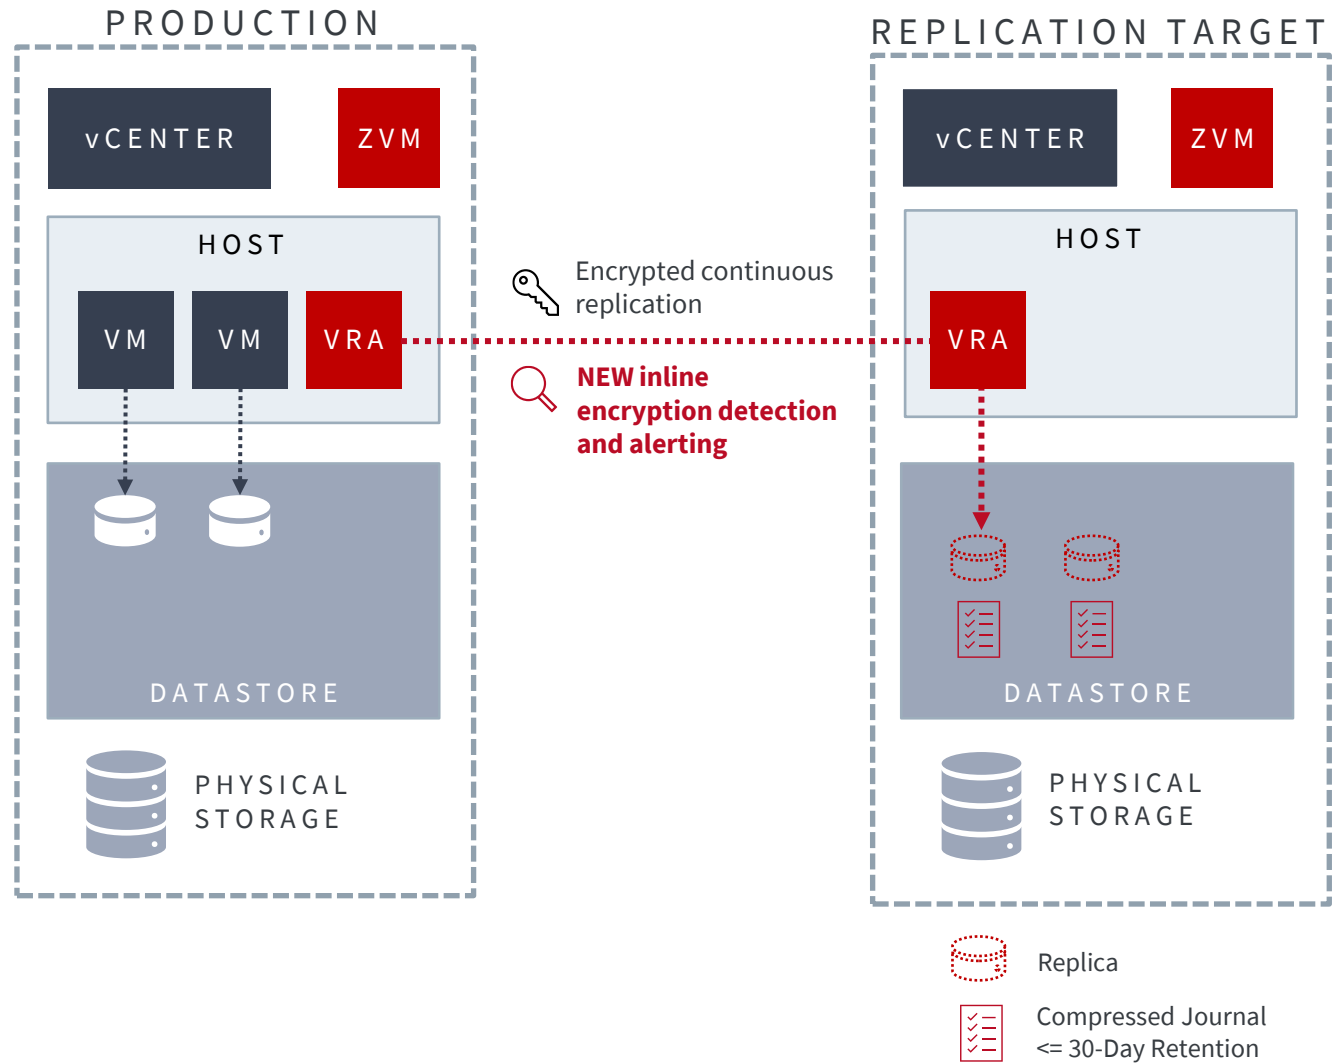 PRODUCTION
vCENTER
ZVM
HOST
VM
VM
VRA
DATASTORE
PHYSICAL
STORAGE
Encrypted continuous
replication
NEW inline
encryption detection
and alerting
REPLICATION TARGET
vCENTER
ZVM
HOST
VRA
DATASTORE
PHYSICAL
STORAGE
Replica
Compressed Journal
<= 30-Day Retention